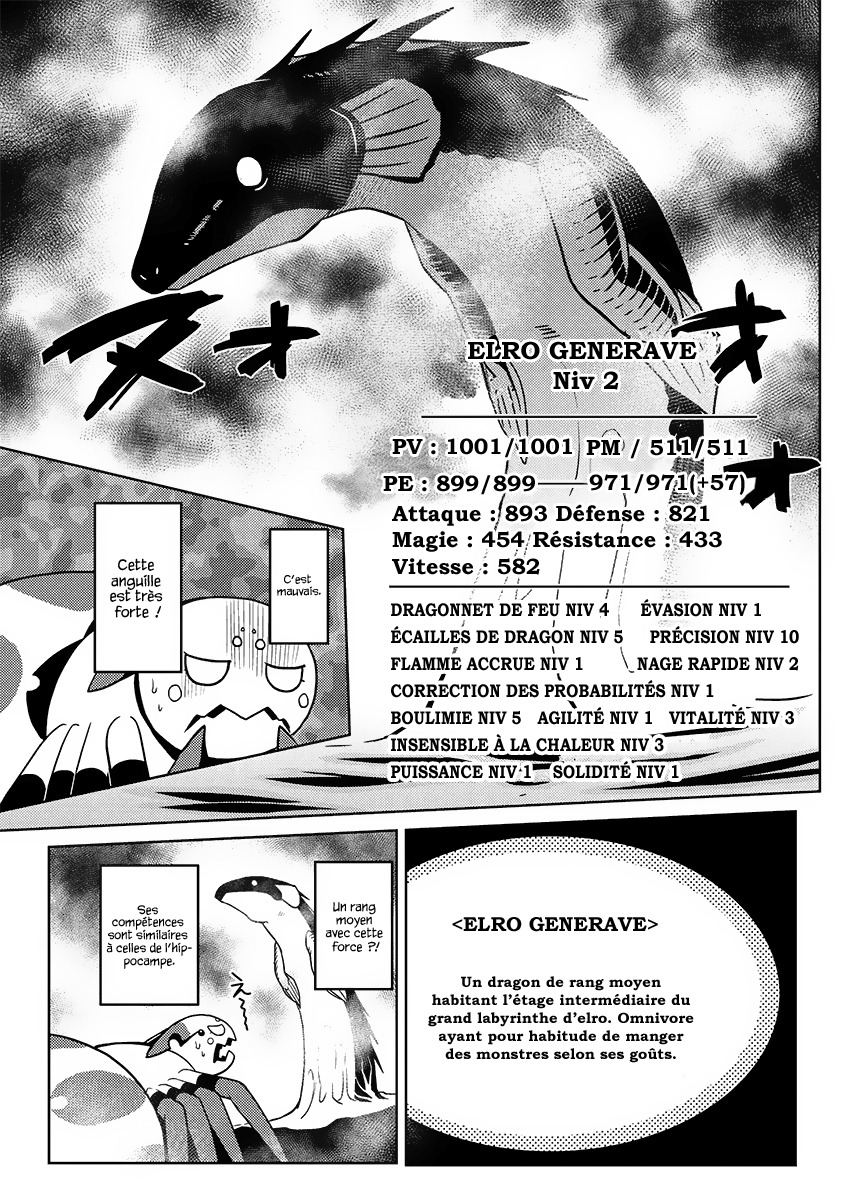 ヌォォォ
ELRO GENERAVE
Niv 2
PV : 1001/1001 PM / 511/511
PE : 899/899——971/971(+57)
Attaque : 893 Défense : 821
Magie : 454 Résistance : 433
Vitesse : 582
DRAGONNET DE FEU NIV 4 ÉVASION NIV 1
ÉCAILLES DE DRAGON NIV 5 PRÉCISION NIV 10
FLAMME ACCRUE NIV 1 NAGE RAPIDE NIV 2
CORRECTION DES PROBABILITÉS NIV 1
BOULIMIE NIV 5 AGILITÉ NIV 1 VITALITÉ NIV 3
INSENSIBLE À LA CHALEUR NIV 3
PUISSANCE NIV 1 SOLIDITÉ NIV 1
C'est
mauvais.
Cette
anguille
est très
forte !
<ELRO GENERAVE>
Un dragon de rang moyen
habitant l'étage intermédiaire du
grand labyrinthe d'elro. Omnivore
ayant pour habitude de manger
des monstres selon ses goûts.
Un rang
moyen
avec cette
force ?!
Ses
compétences
sont similaires
à celles de l'hip-
pocampe.
え〜